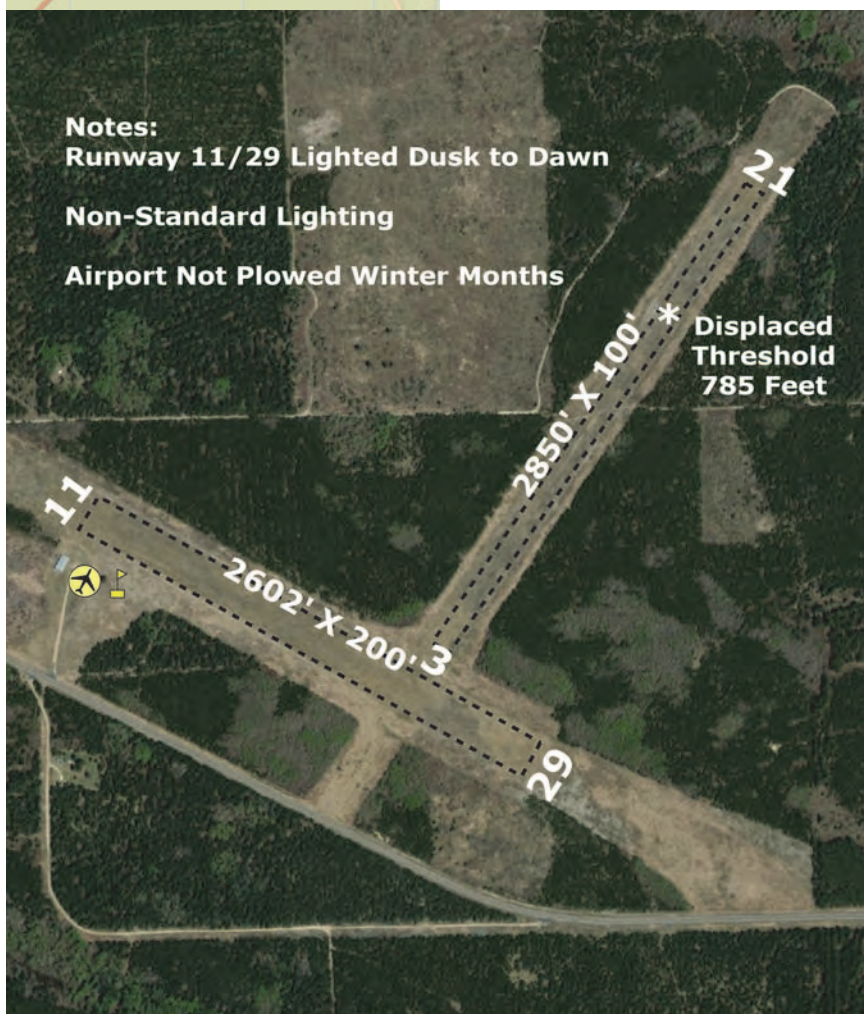 Notes:
Runway 11/29 Lighted Dusk to Dawn
Non-Standard Lighting
Airport Not Plowed Winter Months
21
* Displaced
Threshold
785 Feet
2850' X 100'
11
2602' X 200'
3
29